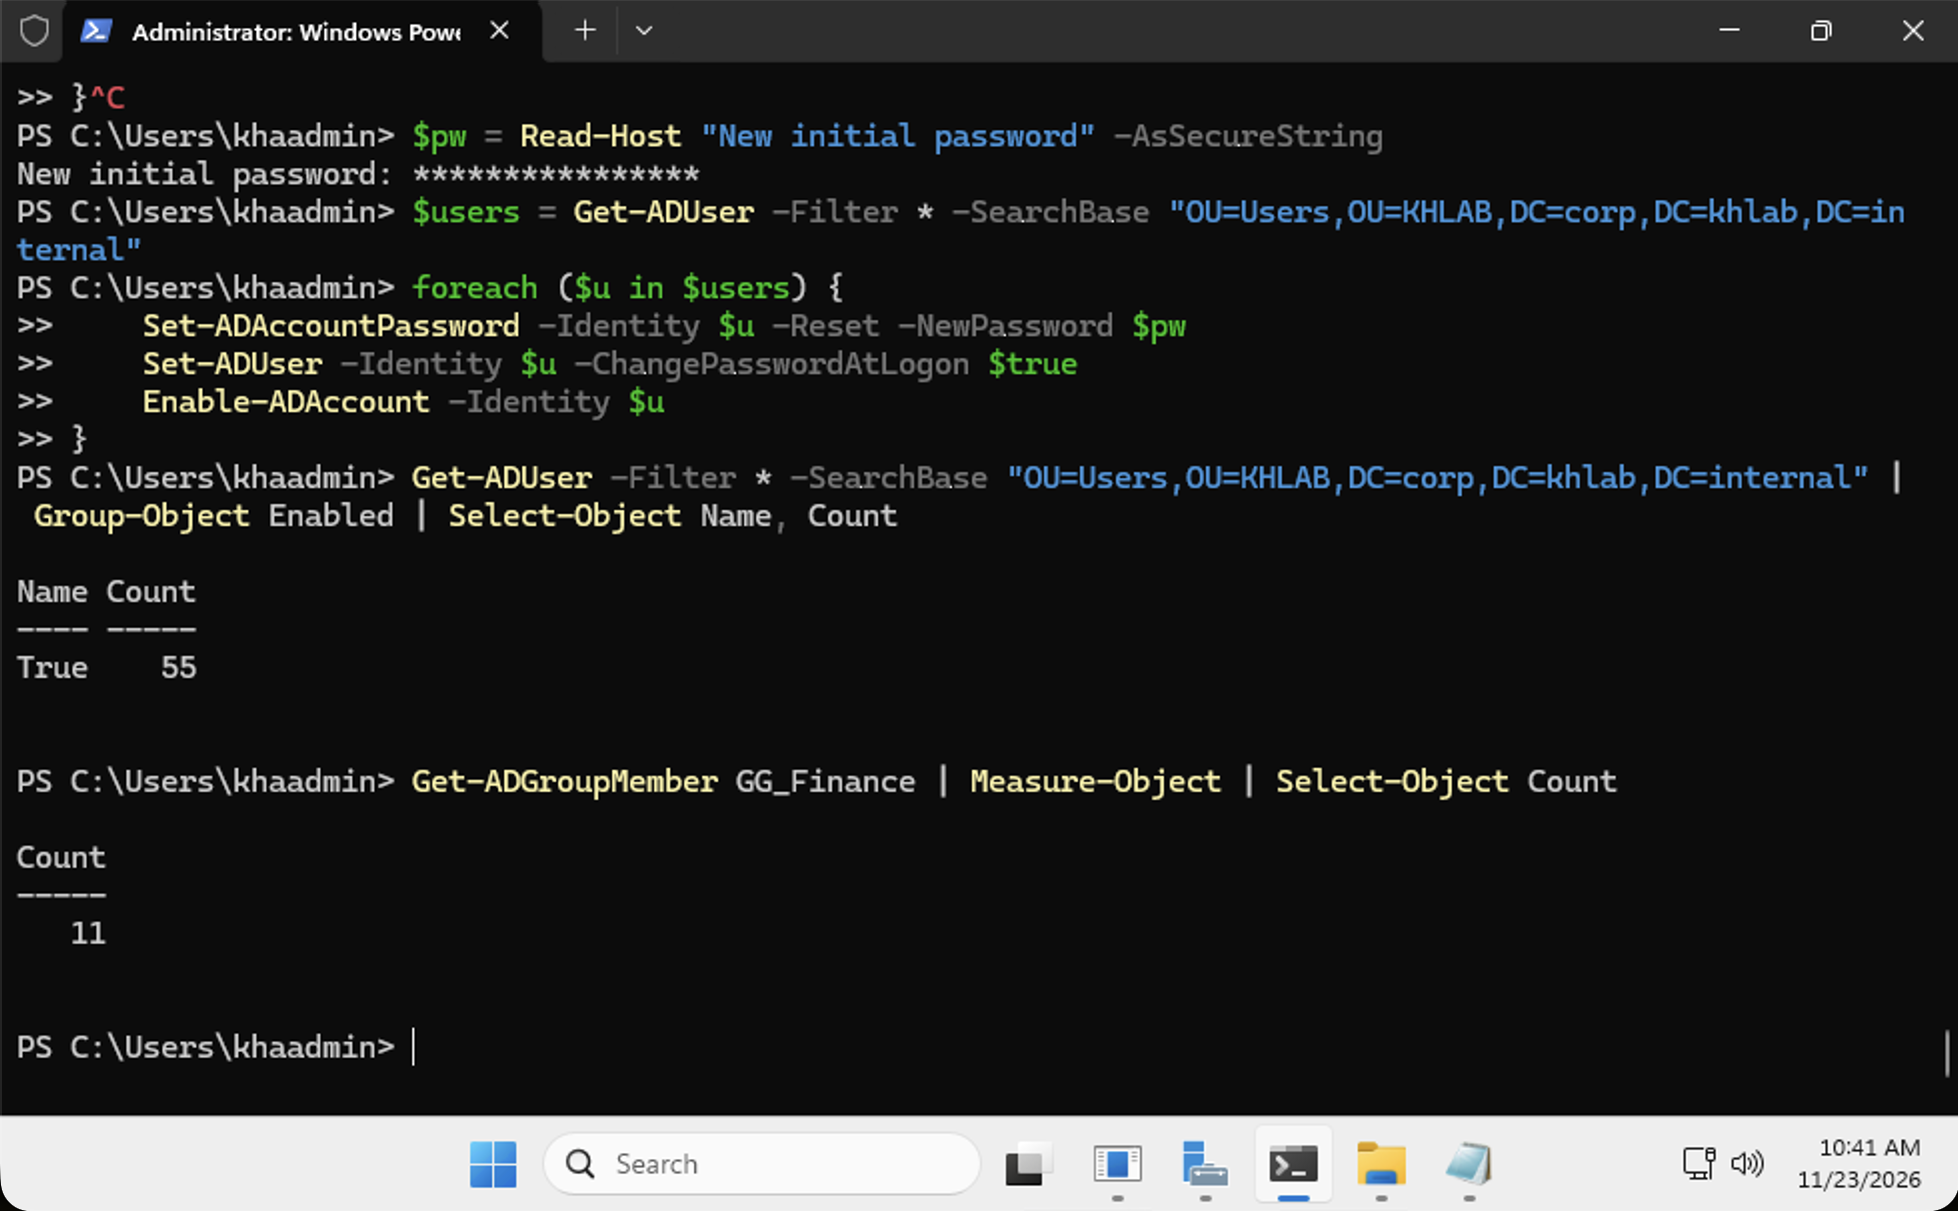 Administrator: Windows Powe
>> }^C
PS C:\Users\khaadmin> $pw = Read-Host "New initial password" -AsSecureString
New initial password: ****************
PS C:\Users\khaadmin> $users = Get-ADUser -Filter * -SearchBase "OU=Users,OU=KHLAB,DC=corp,DC=khlab,DC=in
ternal"
PS C:\Users\khaadmin> foreach ($u in $users) {
>>     Set-ADAccountPassword -Identity $u -Reset -NewPassword $pw
>>     Set-ADUser -Identity $u -ChangePasswordAtLogon $true
>>     Enable-ADAccount -Identity $u
>> }
PS C:\Users\khaadmin> Get-ADUser -Filter * -SearchBase "OU=Users,OU=KHLAB,DC=corp,DC=khlab,DC=internal" |
 Group-Object Enabled | Select-Object Name, Count
Name Count
---- -----
True    55
PS C:\Users\khaadmin> Get-ADGroupMember GG_Finance | Measure-Object | Select-Object Count
Count
-----
   11
PS C:\Users\khaadmin>
Search
10:41 AM
11/23/2026